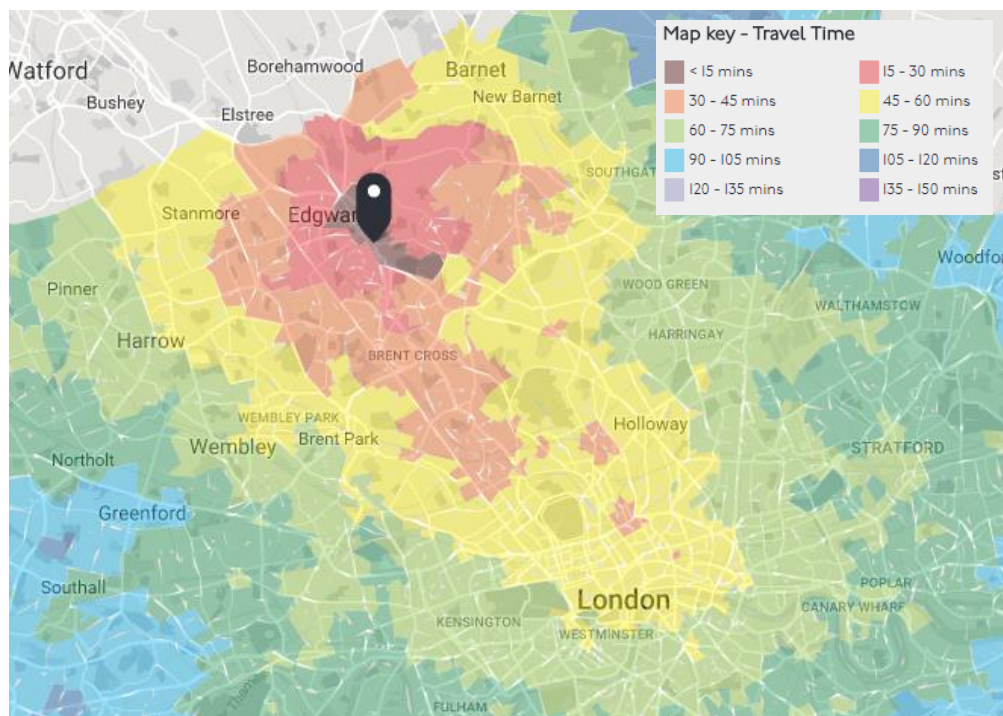 Map key - Travel Time
< 15 mins
15 - 30 mins
30 - 45 mins
45 - 60 mins
60 - 75 mins
75 - 90 mins
90 - 105 mins
105 - 120 mins
120 - 135 mins
135 - 150 mins
Watford
Borehamwood
Barnet
Bushey
New Barnet
Elstree
SOUTHGAT
st
Stanmore
Edgwar
Woodfor
Pinner
WOOD GREEN
WALTHAMSTOW
Harrow
HARRINGAY
BRENT CROSS
WEMBLEY PARK
Holloway
Wembley
Brent Park
STRATFORD
Northolt
Greenford
Southall
POPLAR
London
CANARY WHARF
KENSINGTON
WESTMINSTER
Thames
FULHAM